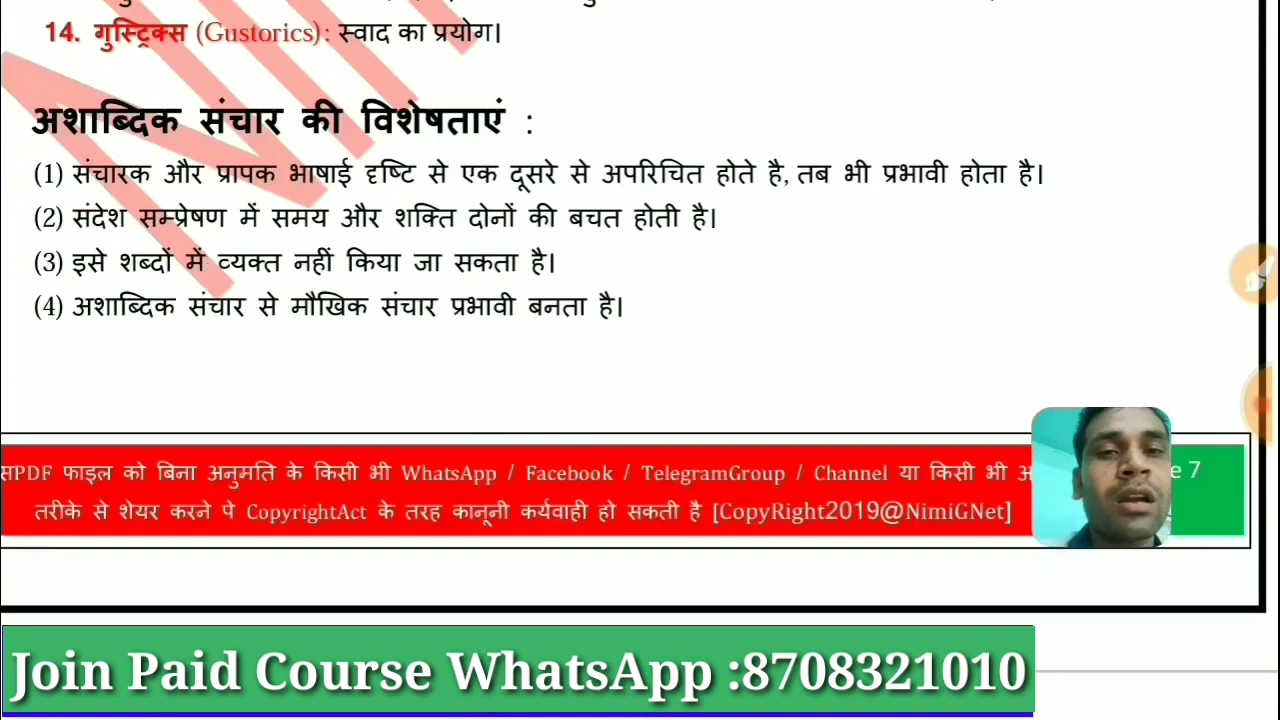 14. गुस्ट्रिक्स (Gustorics): स्वाद का प्रयोग।
अशाब्दिक संचार की विशेषताएं :
(1) संचारक और प्रापक भाषाई दृष्टि से एक दूसरे से अपरिचित होते है, तब भी प्रभावी होता है।
(2) संदेश सम्प्रेषण में समय और शक्ति दोनों की बचत होती है।
(3) इसे शब्दों में व्यक्त नहीं किया जा सकता है।
(4) अशाब्दिक संचार से मौखिक संचार प्रभावी बनता है।
PDF फाइल को बिना अनुमति के किसी भी WhatsApp / Facebook / TelegramGroup / Channel या किसी भी
तरीके से शेयर करने पे CopyrightAct के तरह कानूनी कर्यवाही हो सकती है [CopyRight2019@NimiGNet]
7
Join Paid Course WhatsApp :8708321010